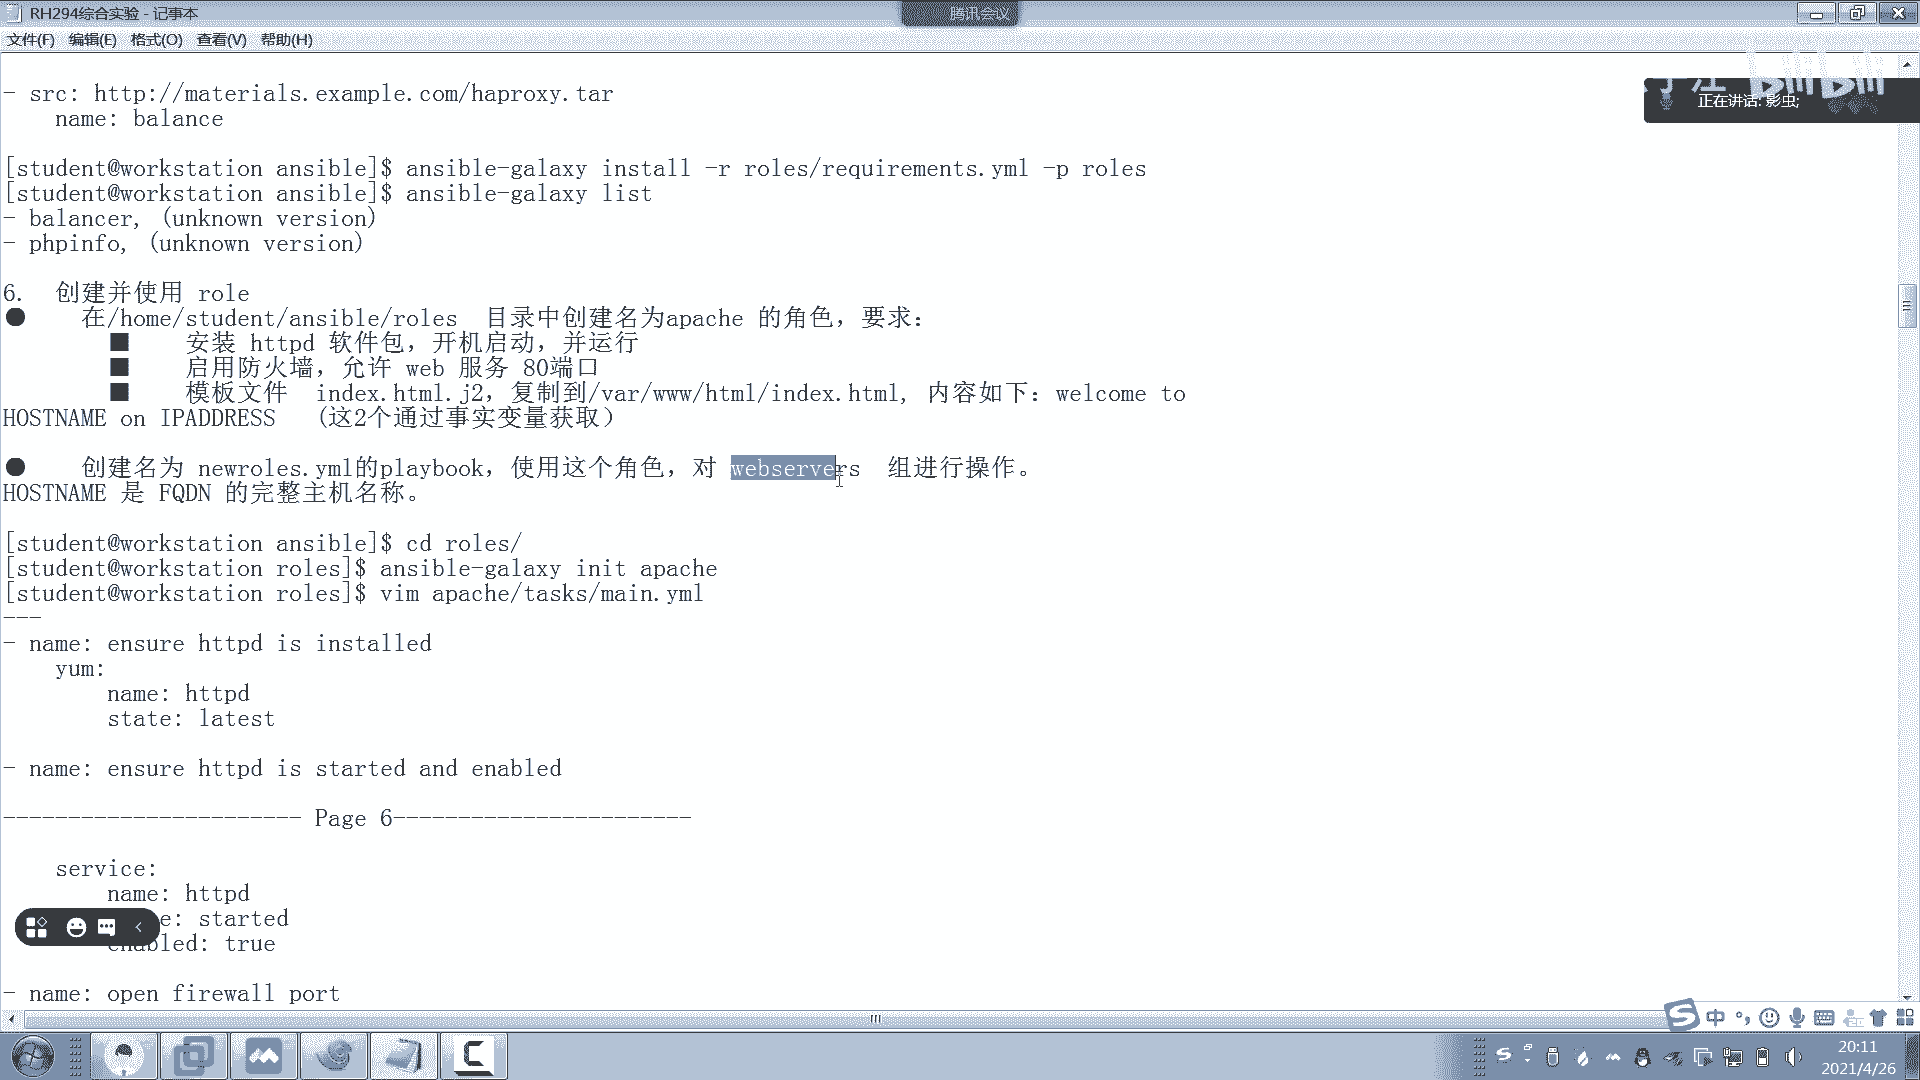 RH294综合实验 - 记事本
腾讯会议
文件(F) 编辑(E) 格式(O) 查看(V) 帮助(H)
bilibili
正在讲话: 影虫;
- src: http://materials.example.com/haproxy.tar
name: balance
[student@workstation ansible]$ ansible-galaxy install -r roles/requirements.yml -p roles
[student@workstation ansible]$ ansible-galaxy list
- balancer, (unknown version)
- phpinfo, (unknown version)
6. 创建并使用 role
● 在/home/student/ansible/roles 目录中创建名为apache 的角色，要求：
■ 安装 httpd 软件包，开机启动，并运行
■ 启用防火墙，允许 web 服务 80端口
■ 模板文件 index.html.j2，复制到/var/www/html/index.html, 内容如下：welcome to
HOSTNAME on IPADDRESS （这2个通过事实变量获取）
● 创建名为 newroles.yml的playbook，使用这个角色，对 webservers 组进行操作。
HOSTNAME 是 FQDN 的完整主机名称。
[student@workstation ansible]$ cd roles/
[student@workstation roles]$ ansible-galaxy init apache
[student@workstation roles]$ vim apache/tasks/main.yml
---
- name: ensure httpd is installed
yum:
name: httpd
state: latest
- name: ensure httpd is started and enabled
----------------------- Page 6-----------------------
service:
name: httpd
e: started
enabled: true
- name: open firewall port
中
20:11
2021/4/26